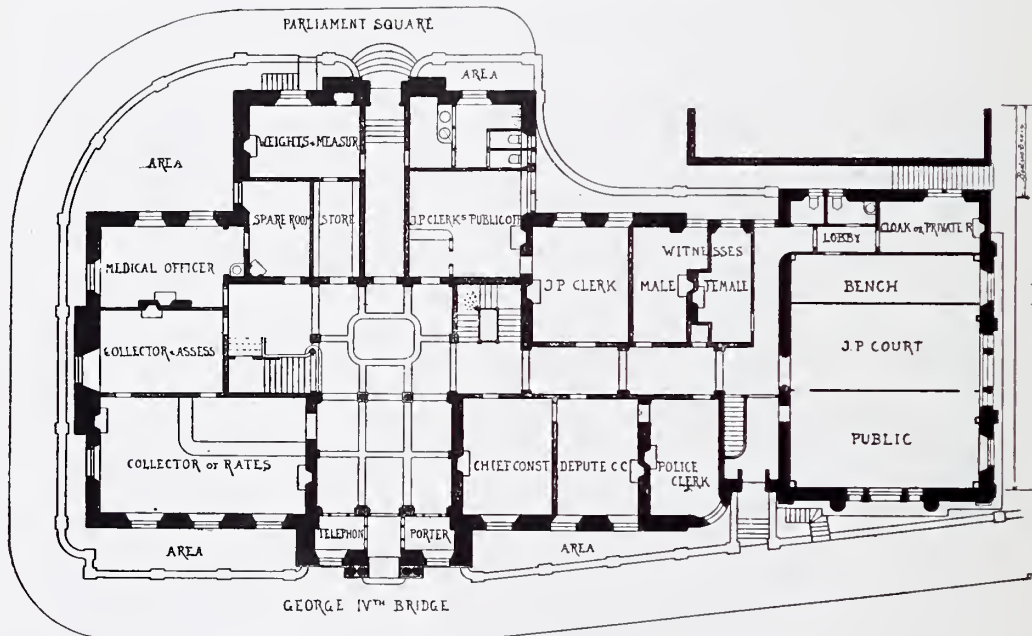 PARLIAMENT SQUARE
AREA
WEIGHTS & MEASUR
AREA
SPARE ROOM
STORE
J.P CLERKS PUBLIC OFF
CLOAK OR PRIVATE R
LOBBY
WITNESSES
MEDICAL OFFICER
J.P CLERK
MALE
FEMALE
BENCH
COLLECTOR & ASSESS
J.P. COURT
COLLECTOR OF RATES
CHIEF CONST
DEPUTE C C
POLICE
CLERK
PUBLIC
TELEPHON
PORTER
AREA
AREA
GEORGE IVTH BRIDGE